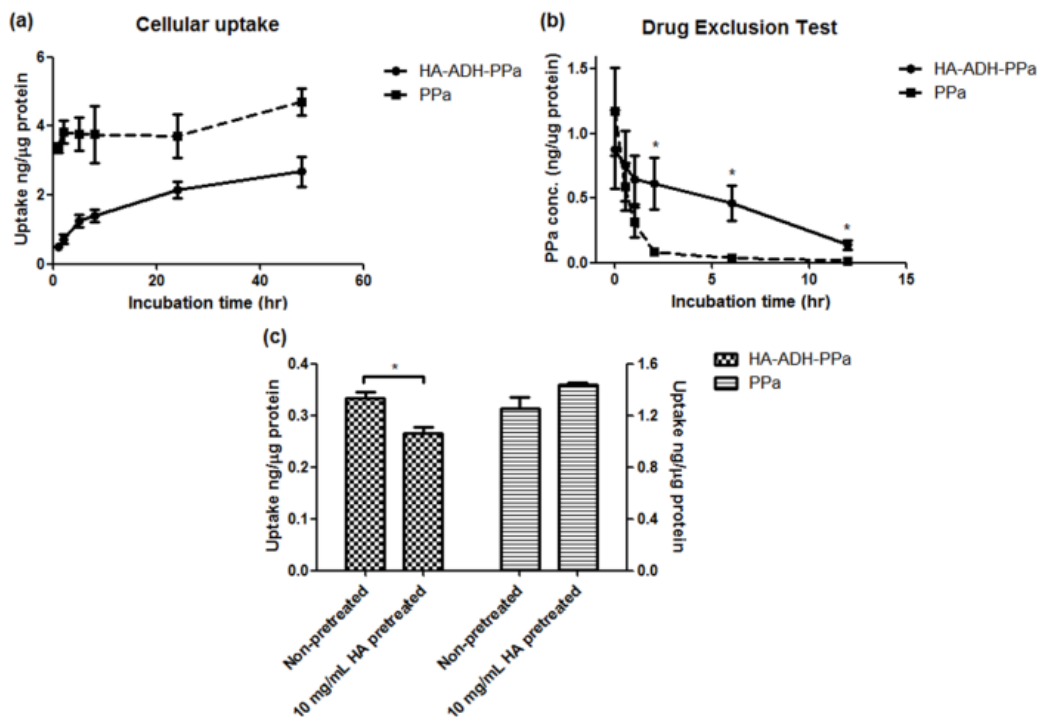 (a)
Cellular uptake
Uptake ng/μg protein
6
4
2
0
0
20
40
60
Incubation time (hr)
HA-ADH-PPa
PPa
(b)
Drug Exclusion Test
PPa conc. (ng/ug protein)
1.5
1.0
0.5
0.0
*
*
*
0
5
10
15
Incubation time (hr)
HA-ADH-PPa
PPa
(c)
Uptake ng/μg protein
0.4
0.3
0.2
0.1
0.0
*
1.6
1.2
0.8
0.4
0.0
Uptake ng/μg protein
HA-ADH-PPa
PPa
Non-pretreated
10 mg/mL HA pretreated
Non-pretreated
10 mg/mL HA pretreated